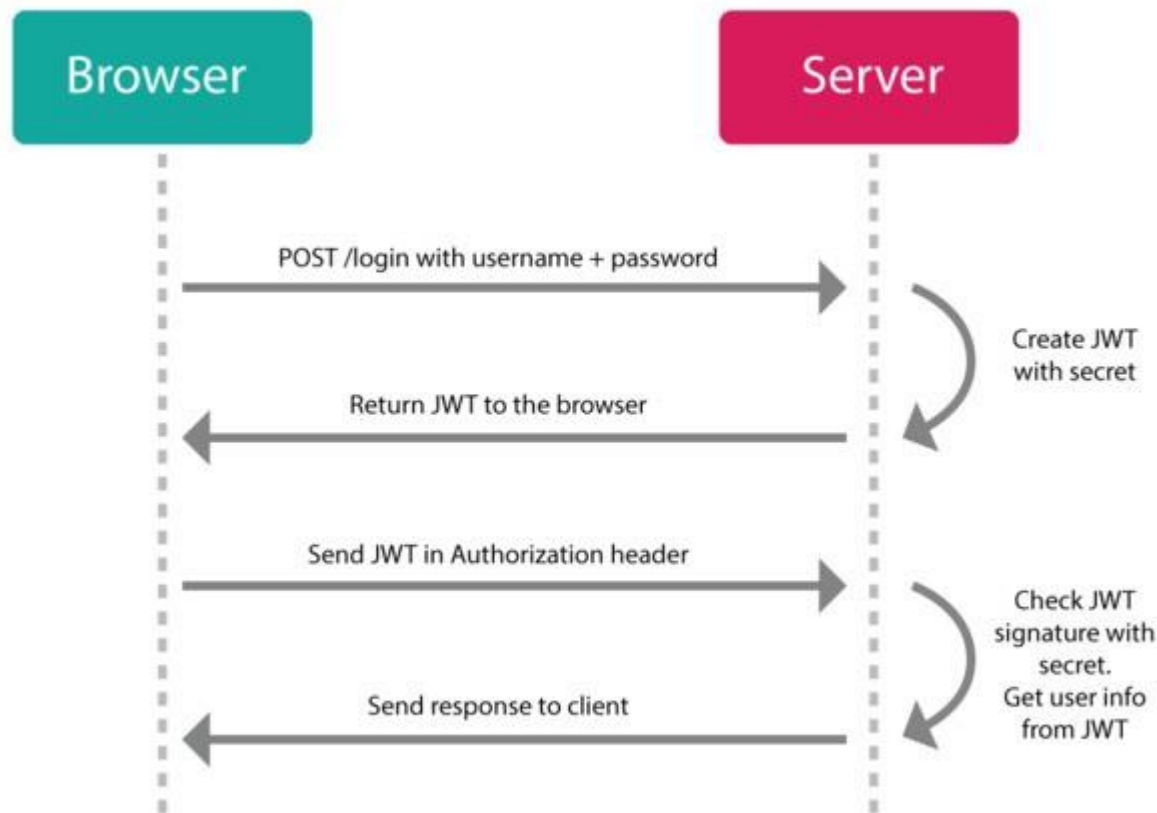 Browser
Server
POST /login with username + password
Create JWT
with secret
Return JWT to the browser
Send JWT in Authorization header
Check JWT
signature with
secret.
Get user info
from JWT
Send response to client